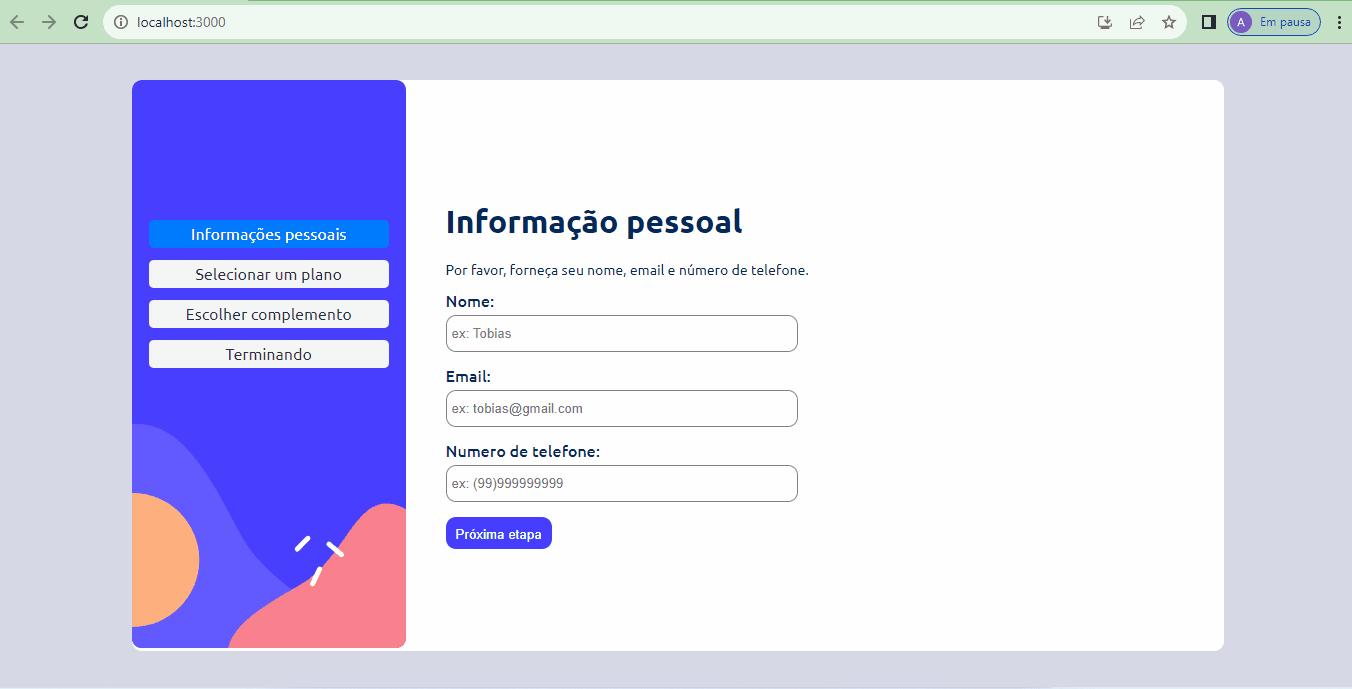 localhost:3000
A Em pausa
Informações pessoais
Selecionar um plano
Escolher complemento
Terminando
Informação pessoal
Por favor, forneça seu nome, email e número de telefone.
Nome:
ex: Tobias
Email:
ex: tobias@gmail.com
Numero de telefone:
ex: (99)999999999
Próxima etapa